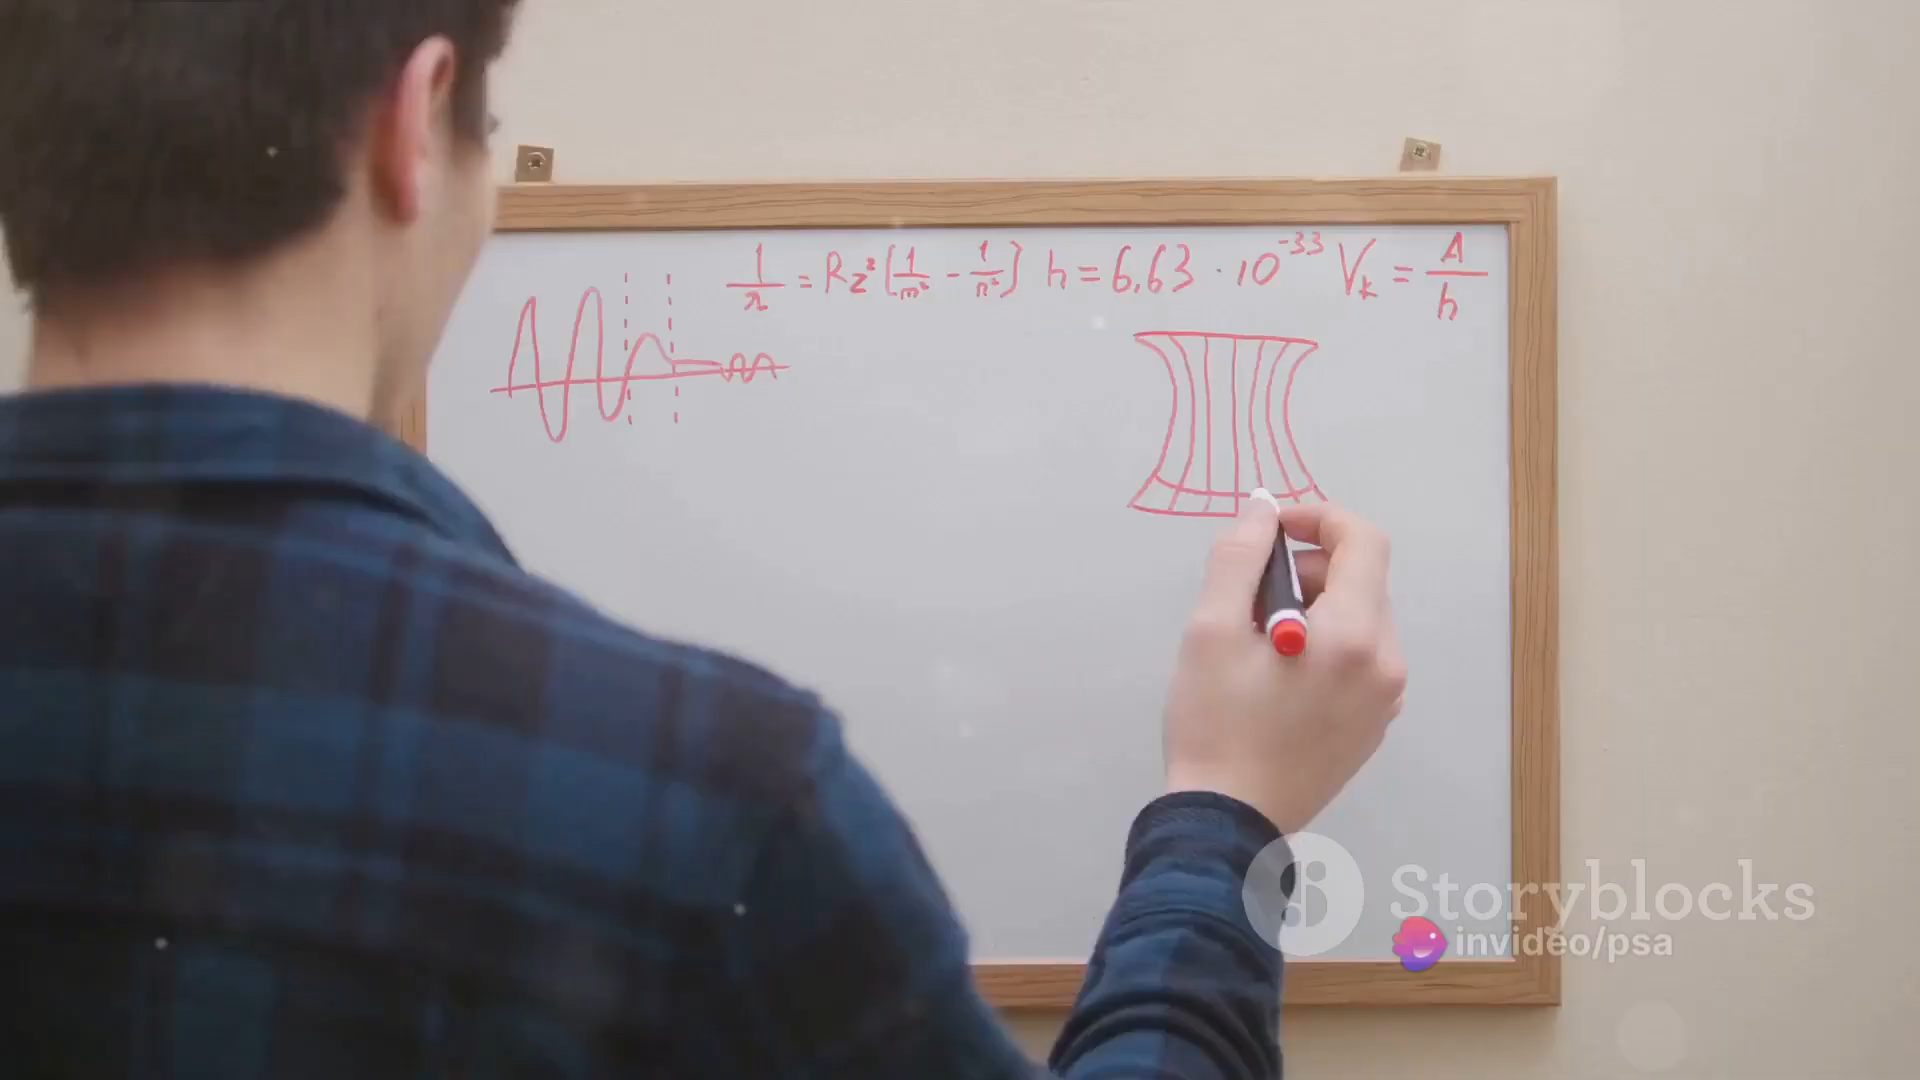 1/λ = Rz²(1/m² - 1/n²) h = 6.63 · 10⁻³³ Vₖ = A/h
Storyblocks
invideo/psa